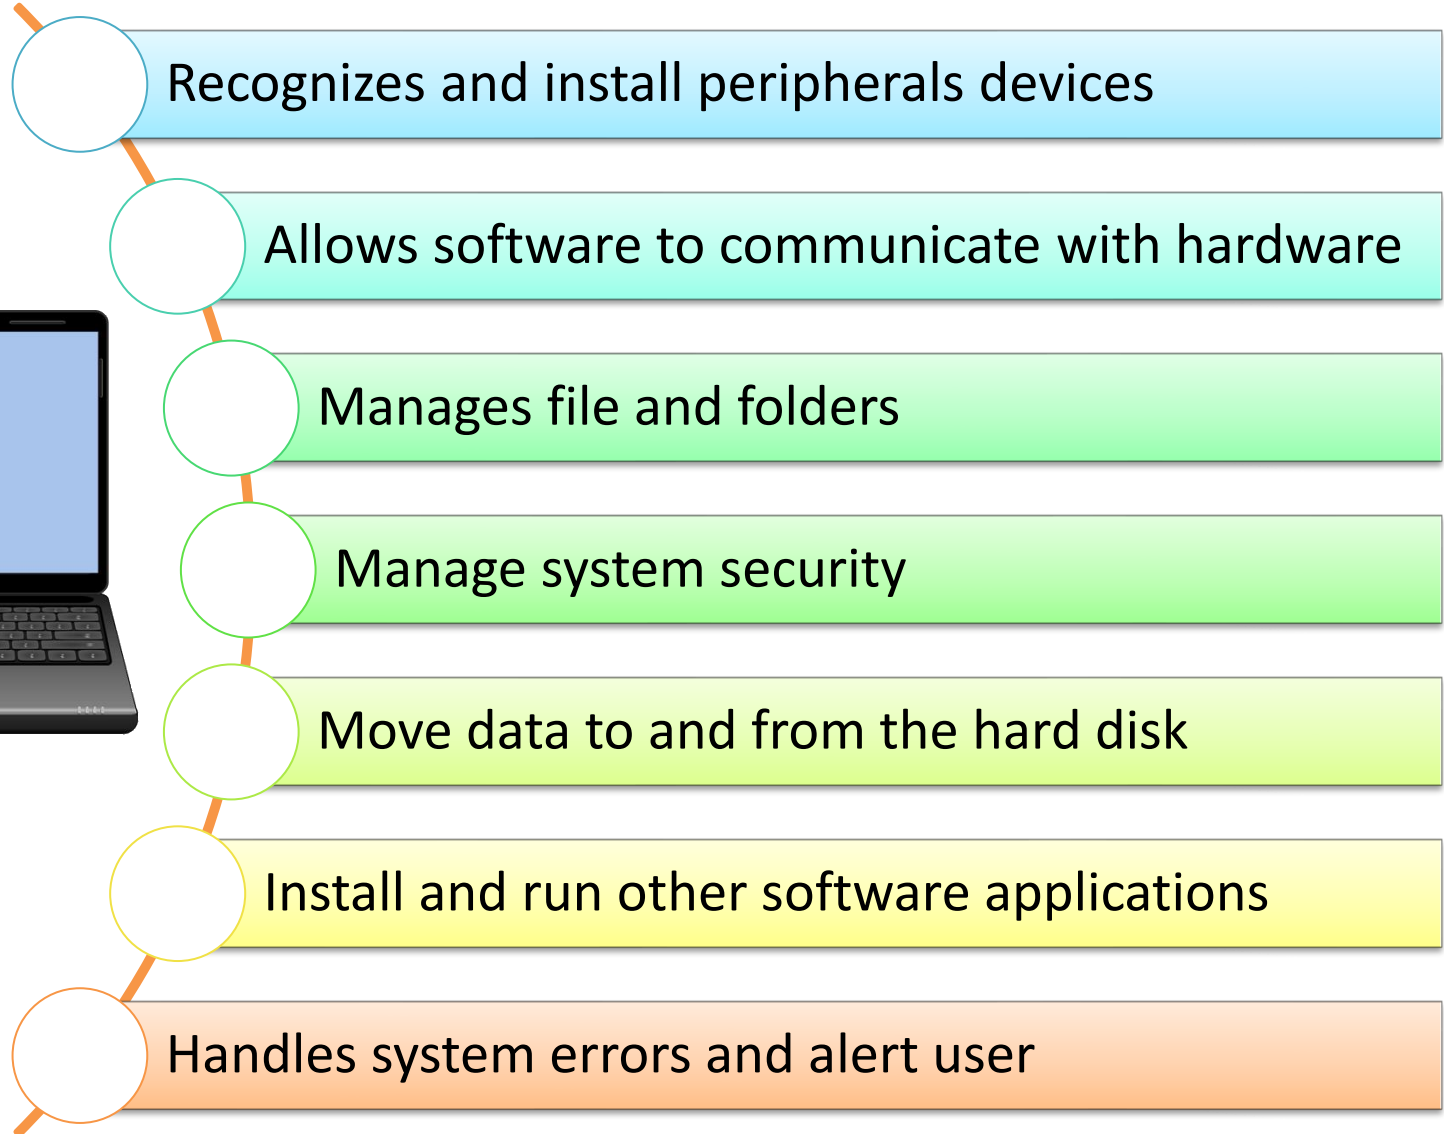 Recognizes and install peripherals devices
Allows software to communicate with hardware
Manages file and folders
Manage system security
Move data to and from the hard disk
Install and run other software applications
Handles system errors and alert user